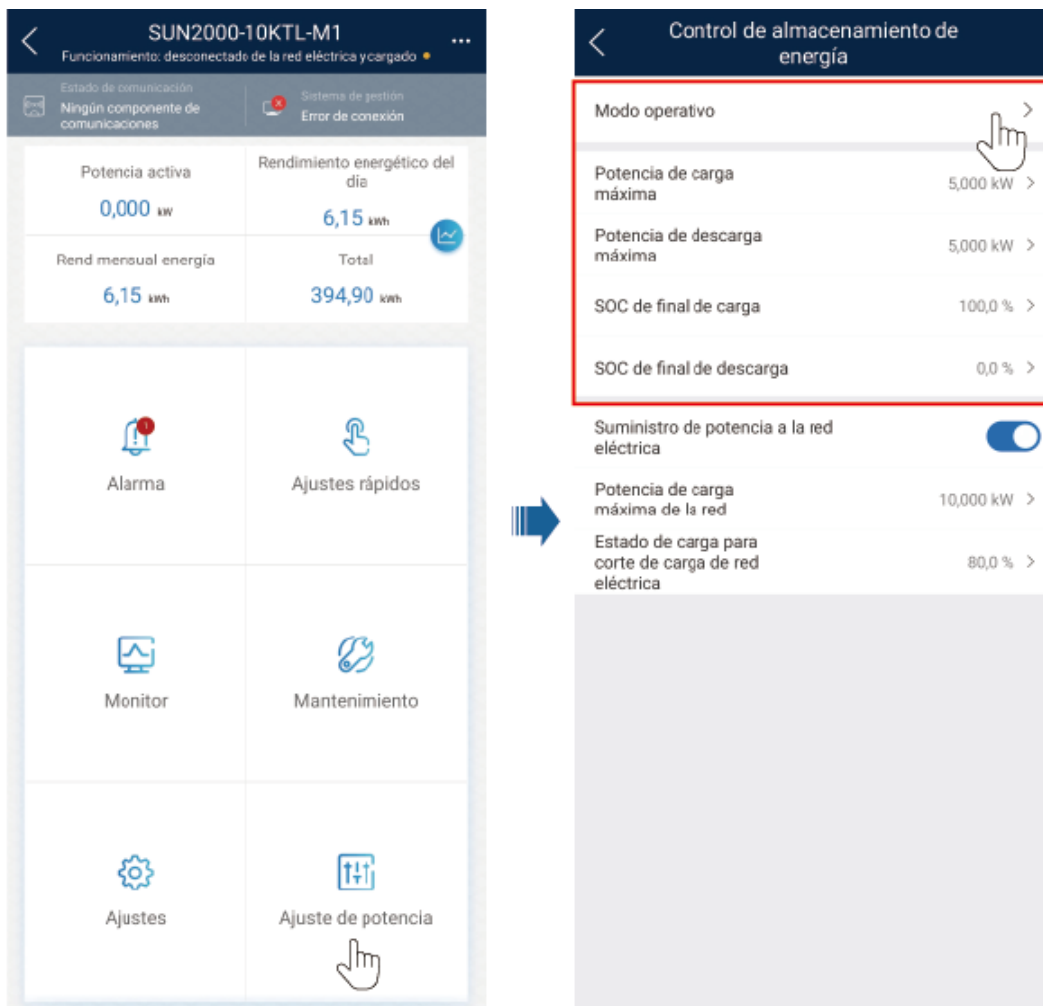 SUN2000-10KTL-M1
...
Funcionamiento: desconectado de la red eléctrica y cargado
Estado de comunicación
Ningún componente de
comunicaciones
Sistema de gestión
Error de conexión
Potencia activa
0,000 kW
Rendimiento energético del
día
6,15 kWh
Rend mensual energía
6,15 kWh
Total
394,90 kWh
1
Alarma
Ajustes rápidos
Monitor
Mantenimiento
Ajustes
Ajuste de potencia
Control de almacenamiento de
energía
Modo operativo
Potencia de carga
máxima
5,000 kW
Potencia de descarga
máxima
5,000 kW
SOC de final de carga
100,0 %
SOC de final de descarga
0,0 %
Suministro de potencia a la red
eléctrica
Potencia de carga
máxima de la red
10,000 kW
Estado de carga para
corte de carga de red
eléctrica
80,0 %